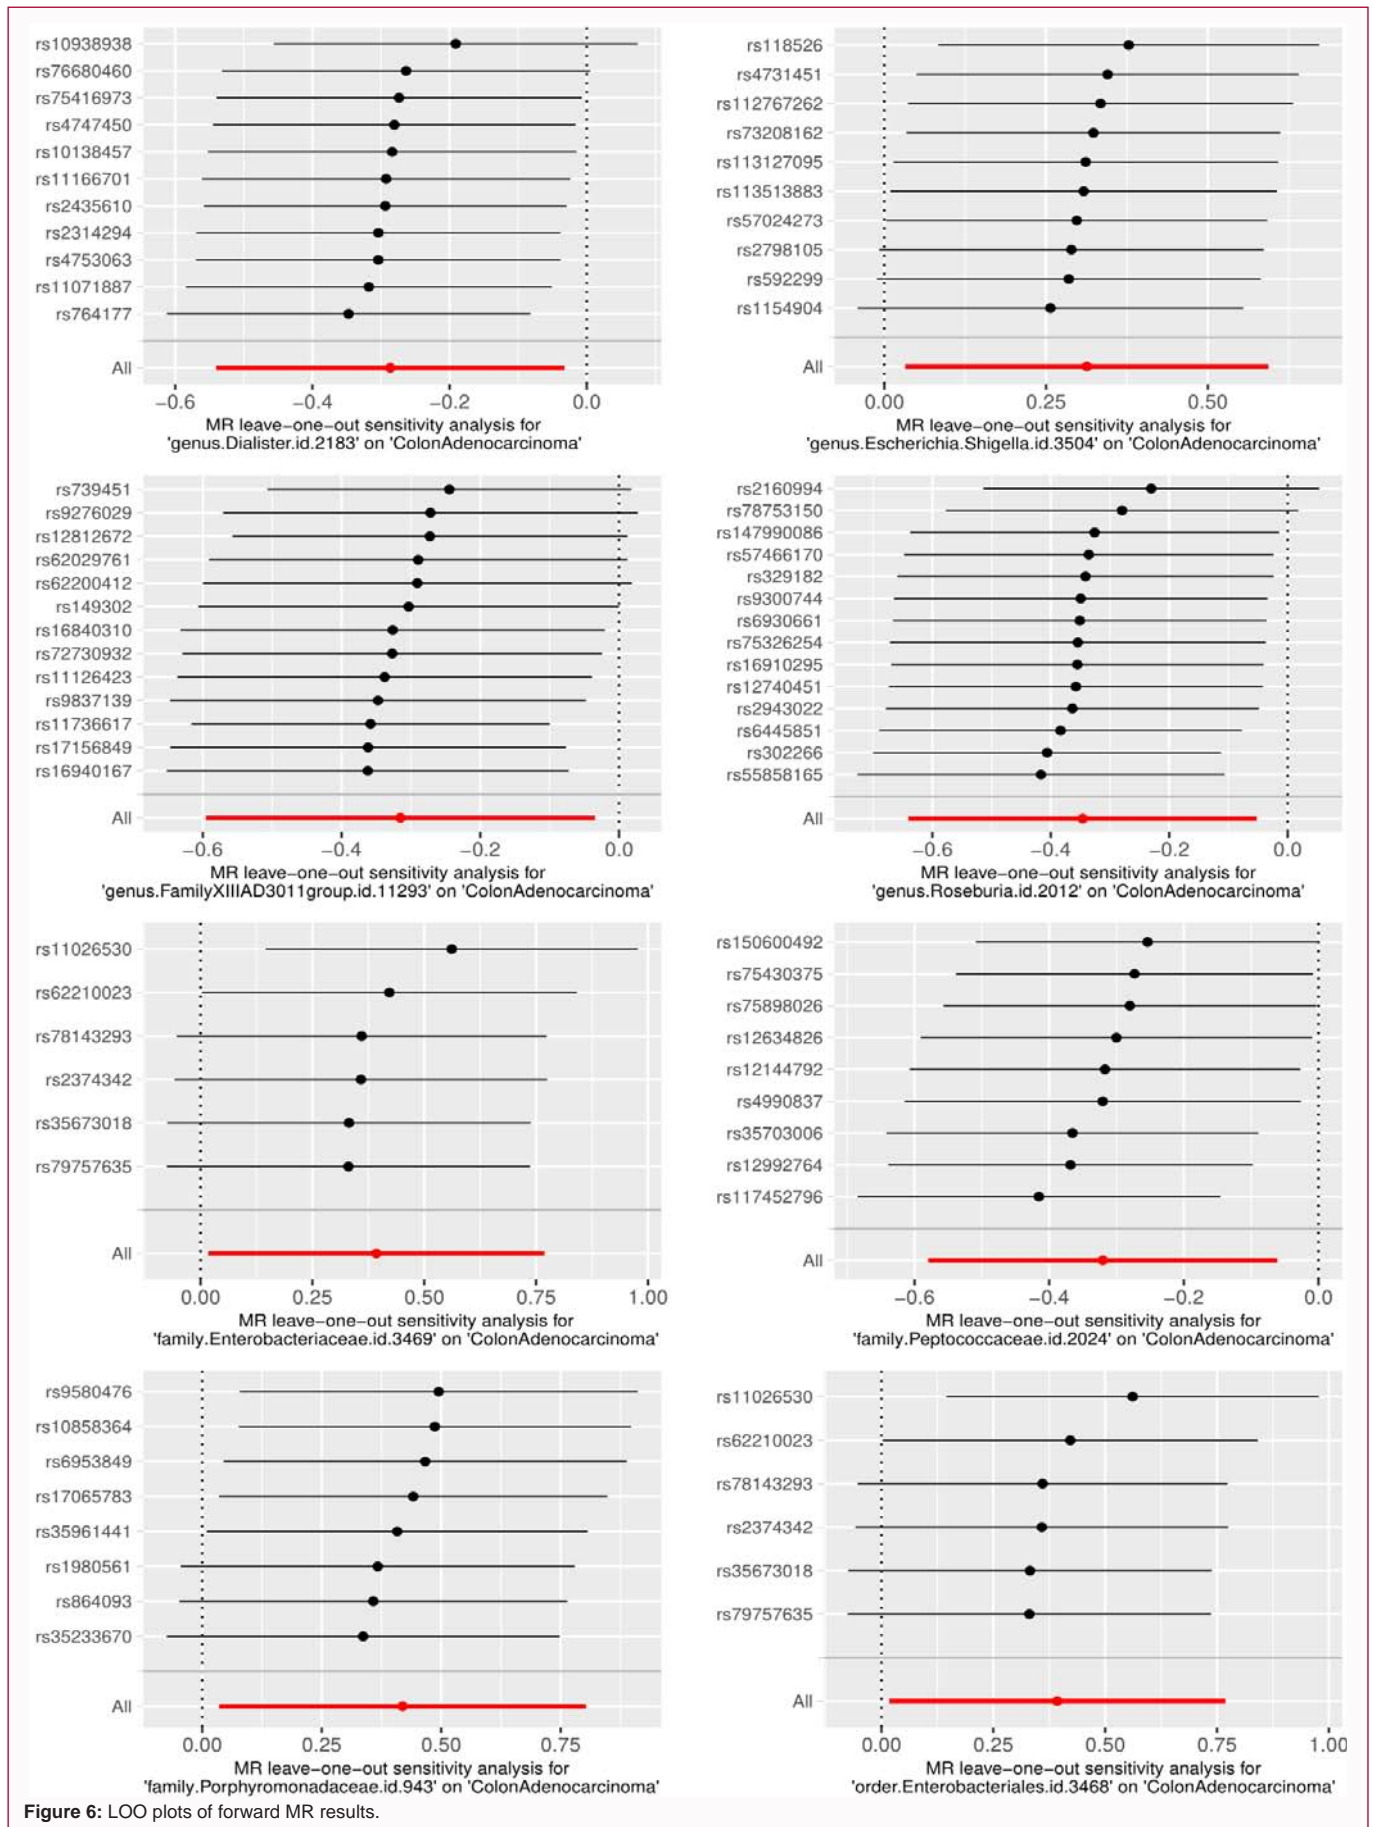 rs10938938
rs76680460
rs75416973
rs4747450
rs10138457
rs11166701
rs2435610
rs2314294
rs4753063
rs11071887
rs764177
All
−0.6 −0.4 −0.2 0.0
MR leave−one−out sensitivity analysis for
'genus.Dialister.id.2183' on 'ColonAdenocarcinoma'
rs118526
rs4731451
rs112767262
rs73208162
rs113127095
rs113513883
rs57024273
rs2798105
rs592299
rs1154904
All
0.00 0.25 0.50
MR leave−one−out sensitivity analysis for
'genus.Escherichia.Shigella.id.3504' on 'ColonAdenocarcinoma'
rs739451
rs9276029
rs12812672
rs62029761
rs62200412
rs149302
rs16840310
rs72730932
rs11126423
rs9837139
rs11736617
rs17156849
rs16940167
All
−0.6 −0.4 −0.2 0.0
MR leave−one−out sensitivity analysis for
'genus.FamilyXIIIAD3011group.id.11293' on 'ColonAdenocarcinoma'
rs2160994
rs78753150
rs147990086
rs57466170
rs329182
rs9300744
rs6930661
rs75326254
rs16910295
rs12740451
rs2943022
rs6445851
rs302266
rs55858165
All
−0.6 −0.4 −0.2 0.0
MR leave−one−out sensitivity analysis for
'genus.Roseburia.id.2012' on 'ColonAdenocarcinoma'
rs11026530
rs62210023
rs78143293
rs2374342
rs35673018
rs79757635
All
0.00 0.25 0.50 0.75 1.00
MR leave−one−out sensitivity analysis for
'family.Enterobacteriaceae.id.3469' on 'ColonAdenocarcinoma'
rs150600492
rs75430375
rs75898026
rs12634826
rs12144792
rs4990837
rs35703006
rs12992764
rs117452796
All
−0.6 −0.4 −0.2 0.0
MR leave−one−out sensitivity analysis for
'family.Peptococcaceae.id.2024' on 'ColonAdenocarcinoma'
rs9580476
rs10858364
rs6953849
rs17065783
rs35961441
rs1980561
rs864093
rs35233670
All
0.00 0.25 0.50 0.75
MR leave−one−out sensitivity analysis for
'family.Porphyromonadaceae.id.943' on 'ColonAdenocarcinoma'
rs11026530
rs62210023
rs78143293
rs2374342
rs35673018
rs79757635
All
0.00 0.25 0.50 0.75 1.00
MR leave−one−out sensitivity analysis for
'order.Enterobacteriales.id.3468' on 'ColonAdenocarcinoma'
Figure 6: LOO plots of forward MR results.